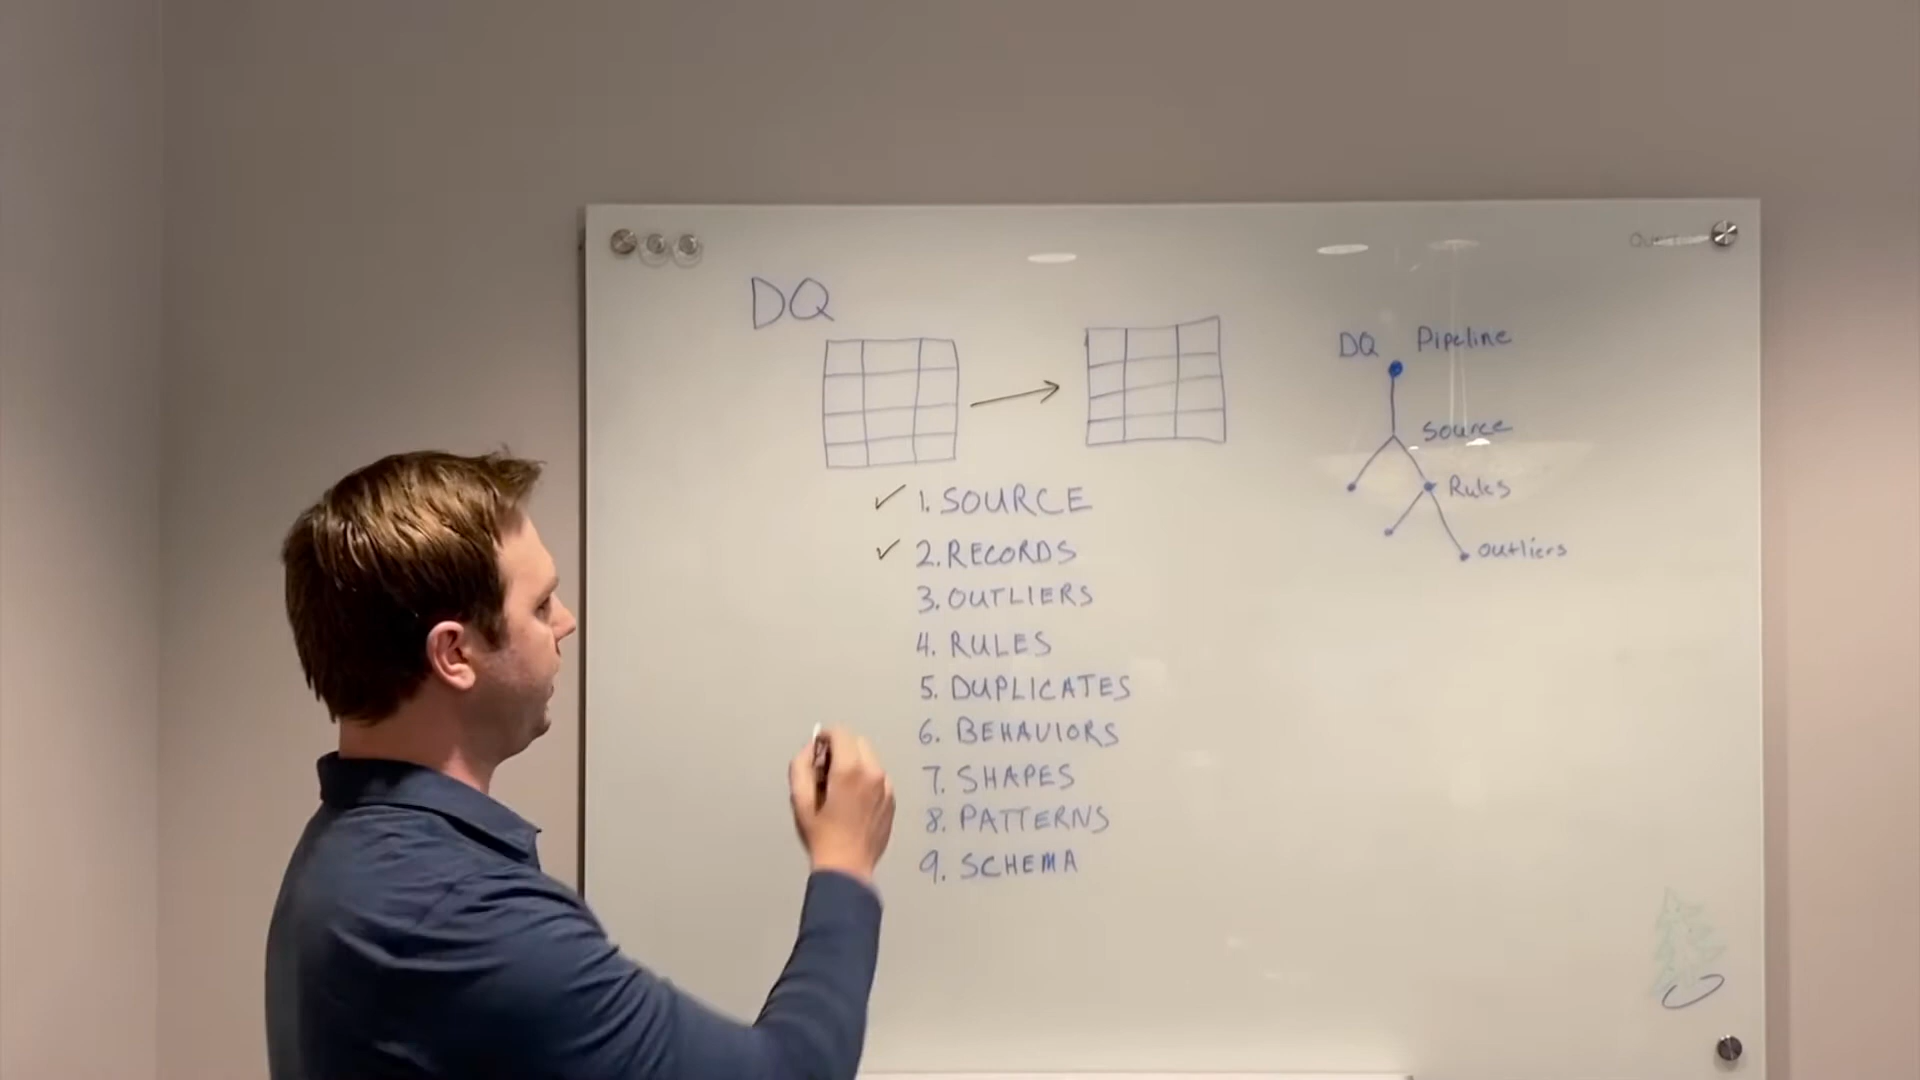 DQ
1. SOURCE
2. RECORDS
3. OUTLIERS
4. RULES
5. DUPLICATES
6. BEHAVIORS
7. SHAPES
8. PATTERNS
9. SCHEMA
DQ Pipeline
Source
Rules
outliers